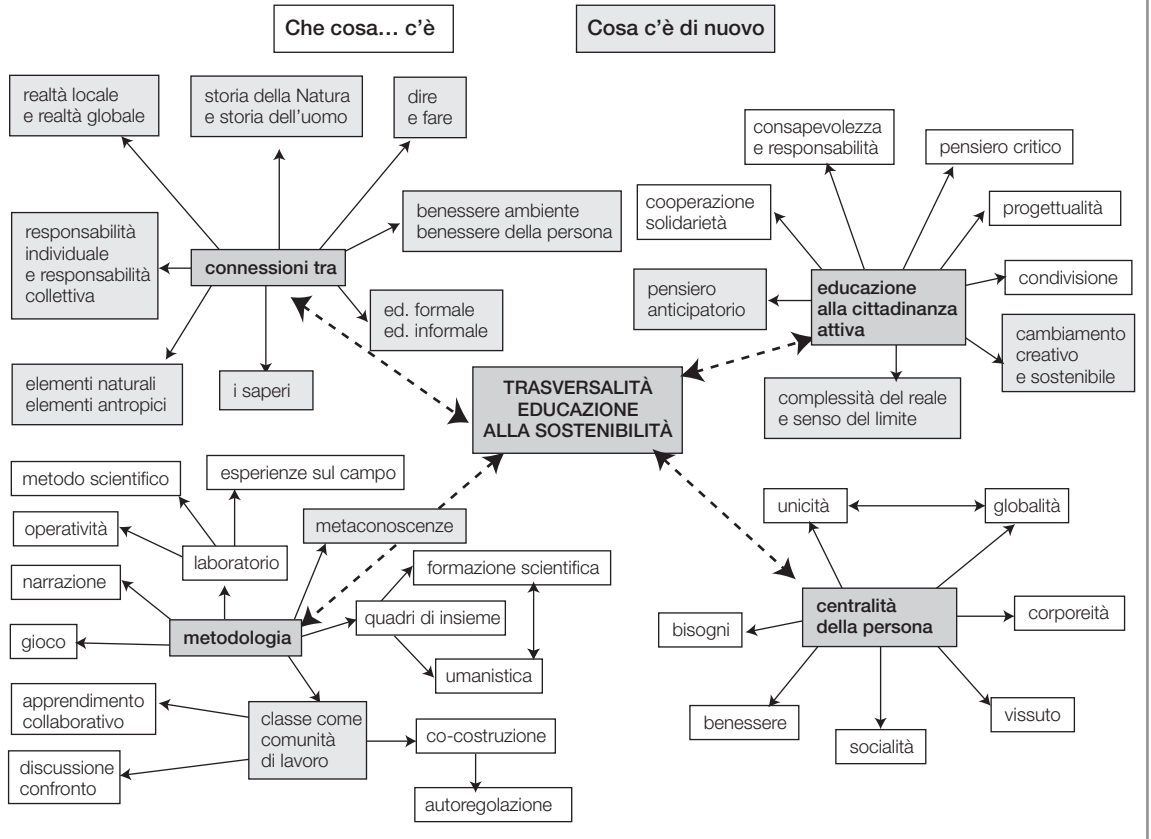 Che cosa... c'è
Cosa c'è di nuovo
realtà locale
e realtà globale
storia della Natura
e storia dell'uomo
dire
e fare
responsabilità
individuale
e responsabilità
collettiva
connessioni tra
benessere ambiente
benessere della persona
ed. formale
ed. informale
elementi naturali
elementi antropici
i saperi
consapevolezza
e responsabilità
pensiero critico
cooperazione
solidarietà
progettualità
pensiero
anticipatorio
educazione
alla cittadinanza
attiva
condivisione
cambiamento
creativo
e sostenibile
complessità del reale
e senso del limite
TRASVERSALITÀ
EDUCAZIONE
ALLA SOSTENIBILITÀ
metodo scientifico
esperienze sul campo
operatività
laboratorio
metaconoscenze
narrazione
formazione scientifica
gioco
metodologia
quadri di insieme
umanistica
apprendimento
collaborativo
classe come
comunità
di lavoro
co-costruzione
discussione
confronto
autoregolazione
unicità
globalità
centralità
della persona
corporeità
bisogni
benessere
socialità
vissuto